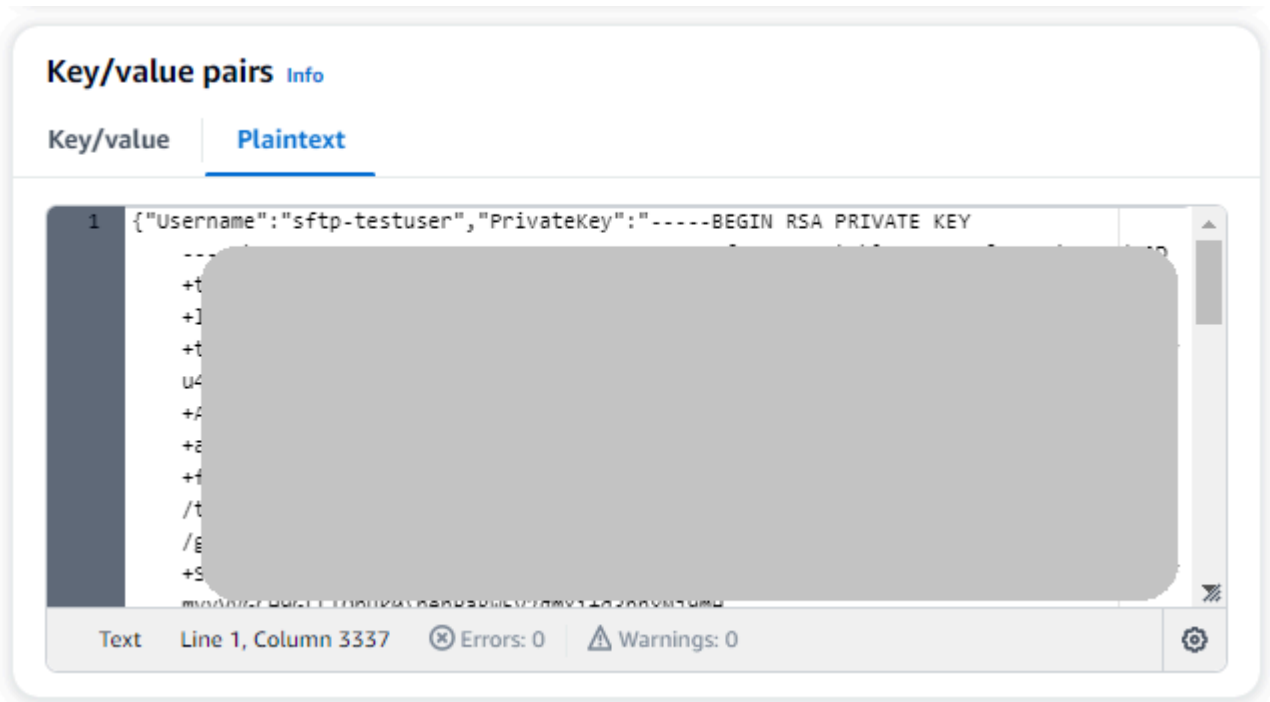 Key/value pairs Info
Key/value Plaintext
1 {"Username":"sftp-testuser","PrivateKey":"-----BEGIN RSA PRIVATE KEY
----
+t
+I
+t
u4
+A
+a
+f
/t
/g
+S
Text Line 1, Column 3337 Errors: 0 Warnings: 0